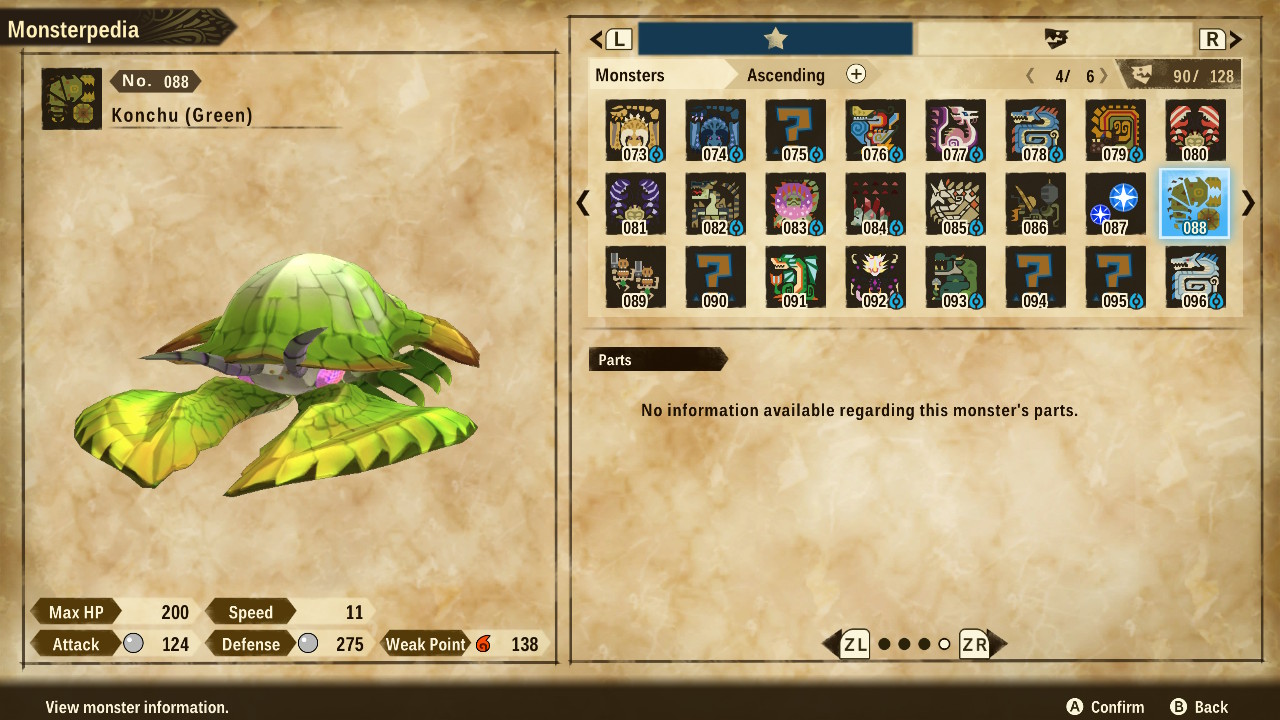 Monsterpedia
No. 088
Konchu (Green)
Max HP 200 Speed 11
Attack 124 Defense 275 Weak Point 138
L R
Monsters Ascending 4/ 6 90/ 128
073 074 ? 075 076 077 078 079 080
081 082 083 084 085 086 087 088
089 ? 090 091 092 093 ? 094 ? 095 096
Parts
No information available regarding this monster's parts.
ZL ZR
View monster information.
A Confirm B Back